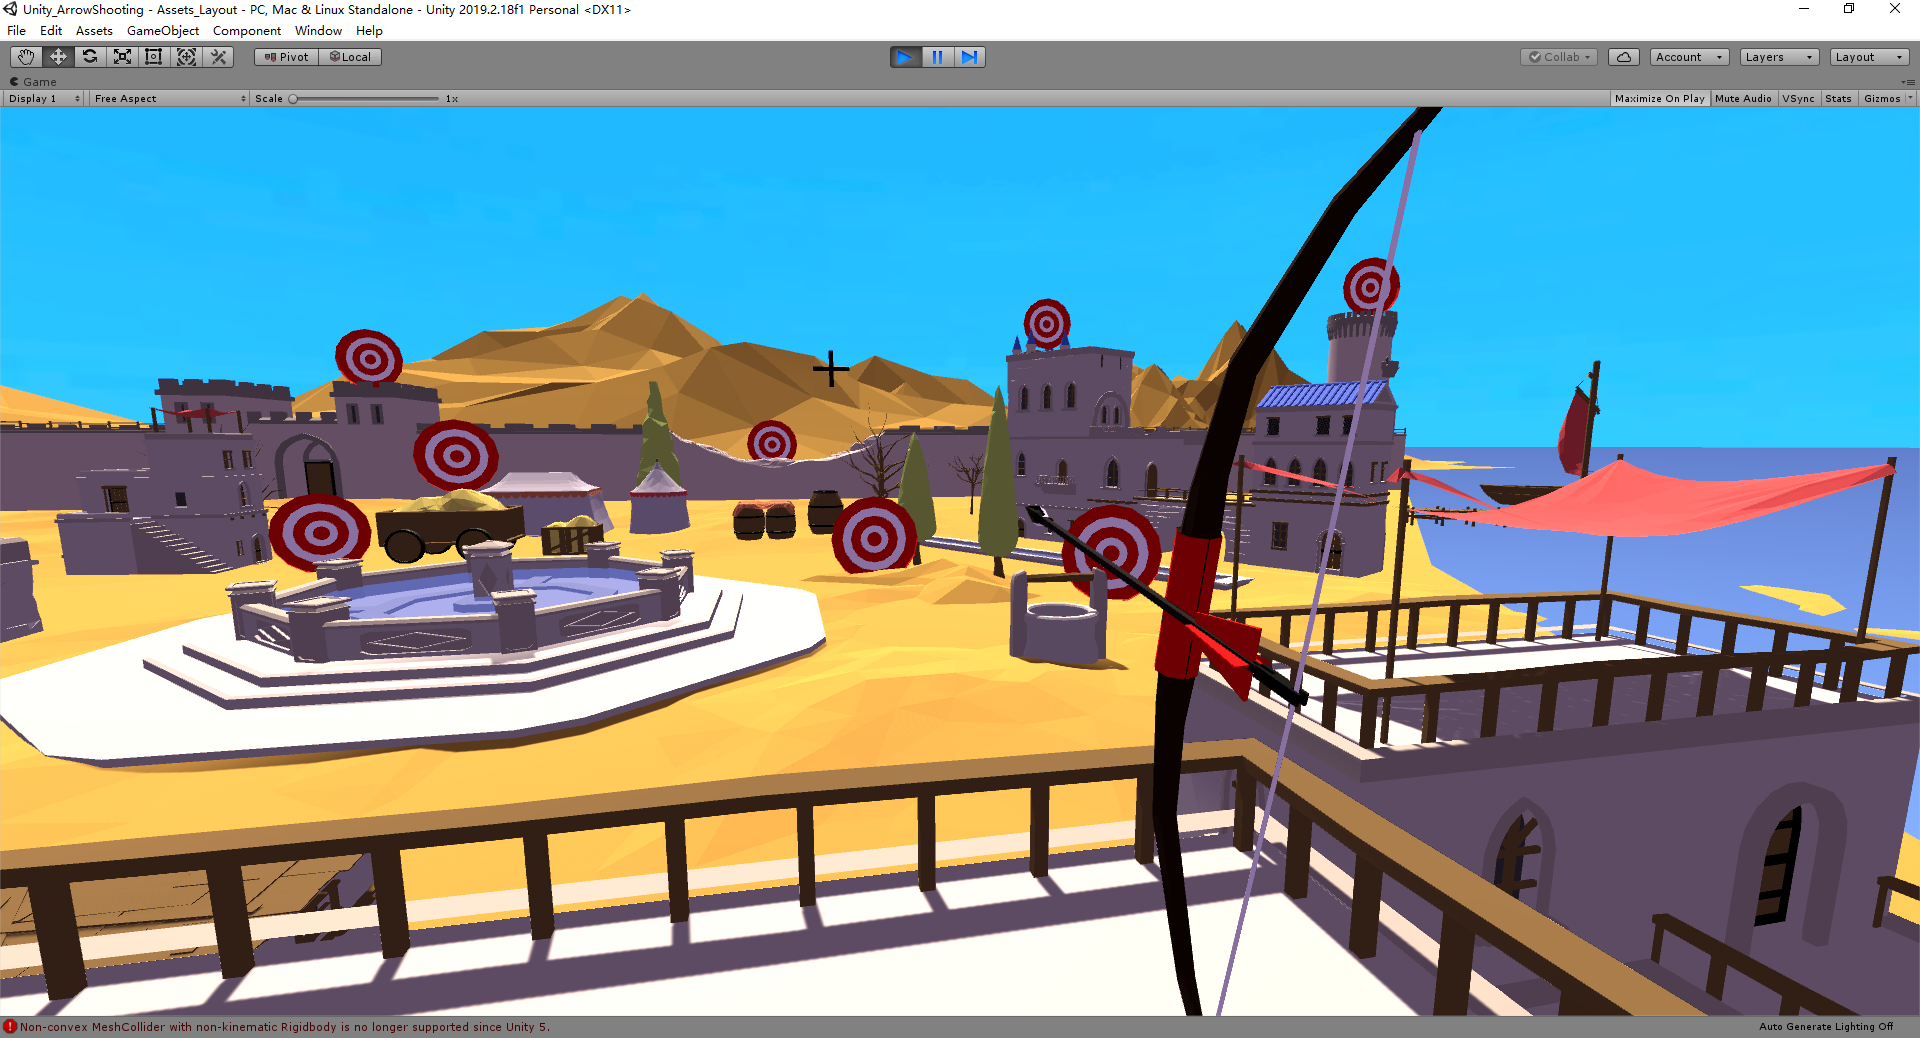 Unity_ArrowShooting - Assets_Layout - PC, Mac & Linux Standalone - Unity 2019.2.18f1 Personal <DX11>
File Edit Assets GameObject Component Window Help
Pivot Local Collab Account Layers Layout
Game
Display 1 Free Aspect Scale 1x Maximize On Play Mute Audio VSync Stats Gizmos
Non-convex MeshCollider with non-kinematic Rigidbody is no longer supported since Unity 5. Auto Generate Lighting Off